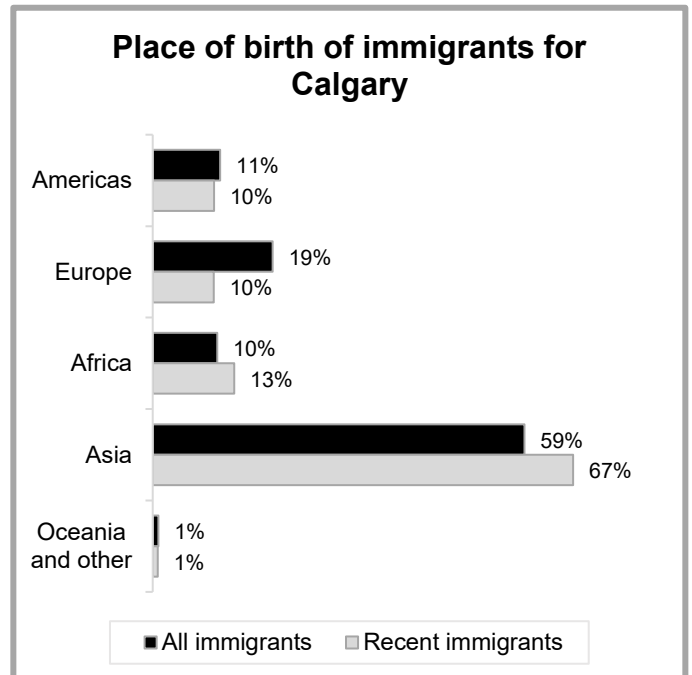 Place of birth of immigrants for
Calgary
Americas
11%
10%
Europe
19%
10%
Africa
10%
13%
Asia
59%
67%
Oceania
and other
1%
1%
All immigrants
Recent immigrants